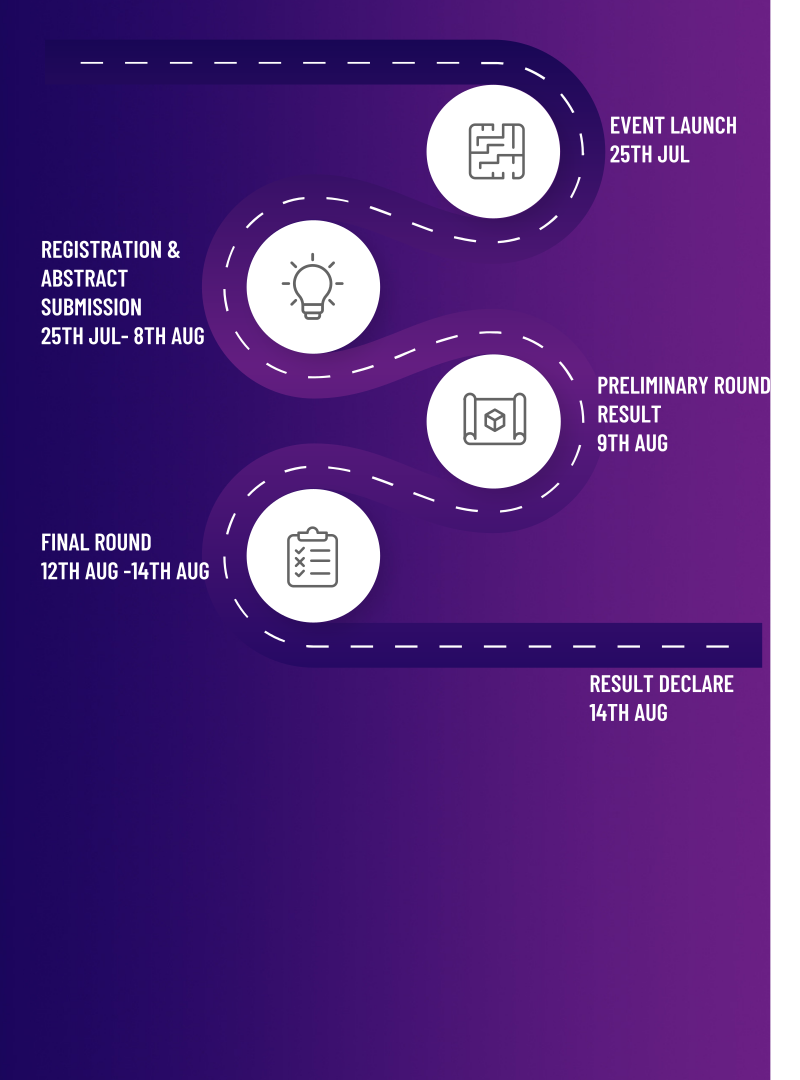 EVENT LAUNCH
25TH JUL
REGISTRATION &
ABSTRACT
SUBMISSION
25TH JUL- 8TH AUG
PRELIMINARY ROUND
RESULT
9TH AUG
FINAL ROUND
12TH AUG -14TH AUG
RESULT DECLARE
14TH AUG